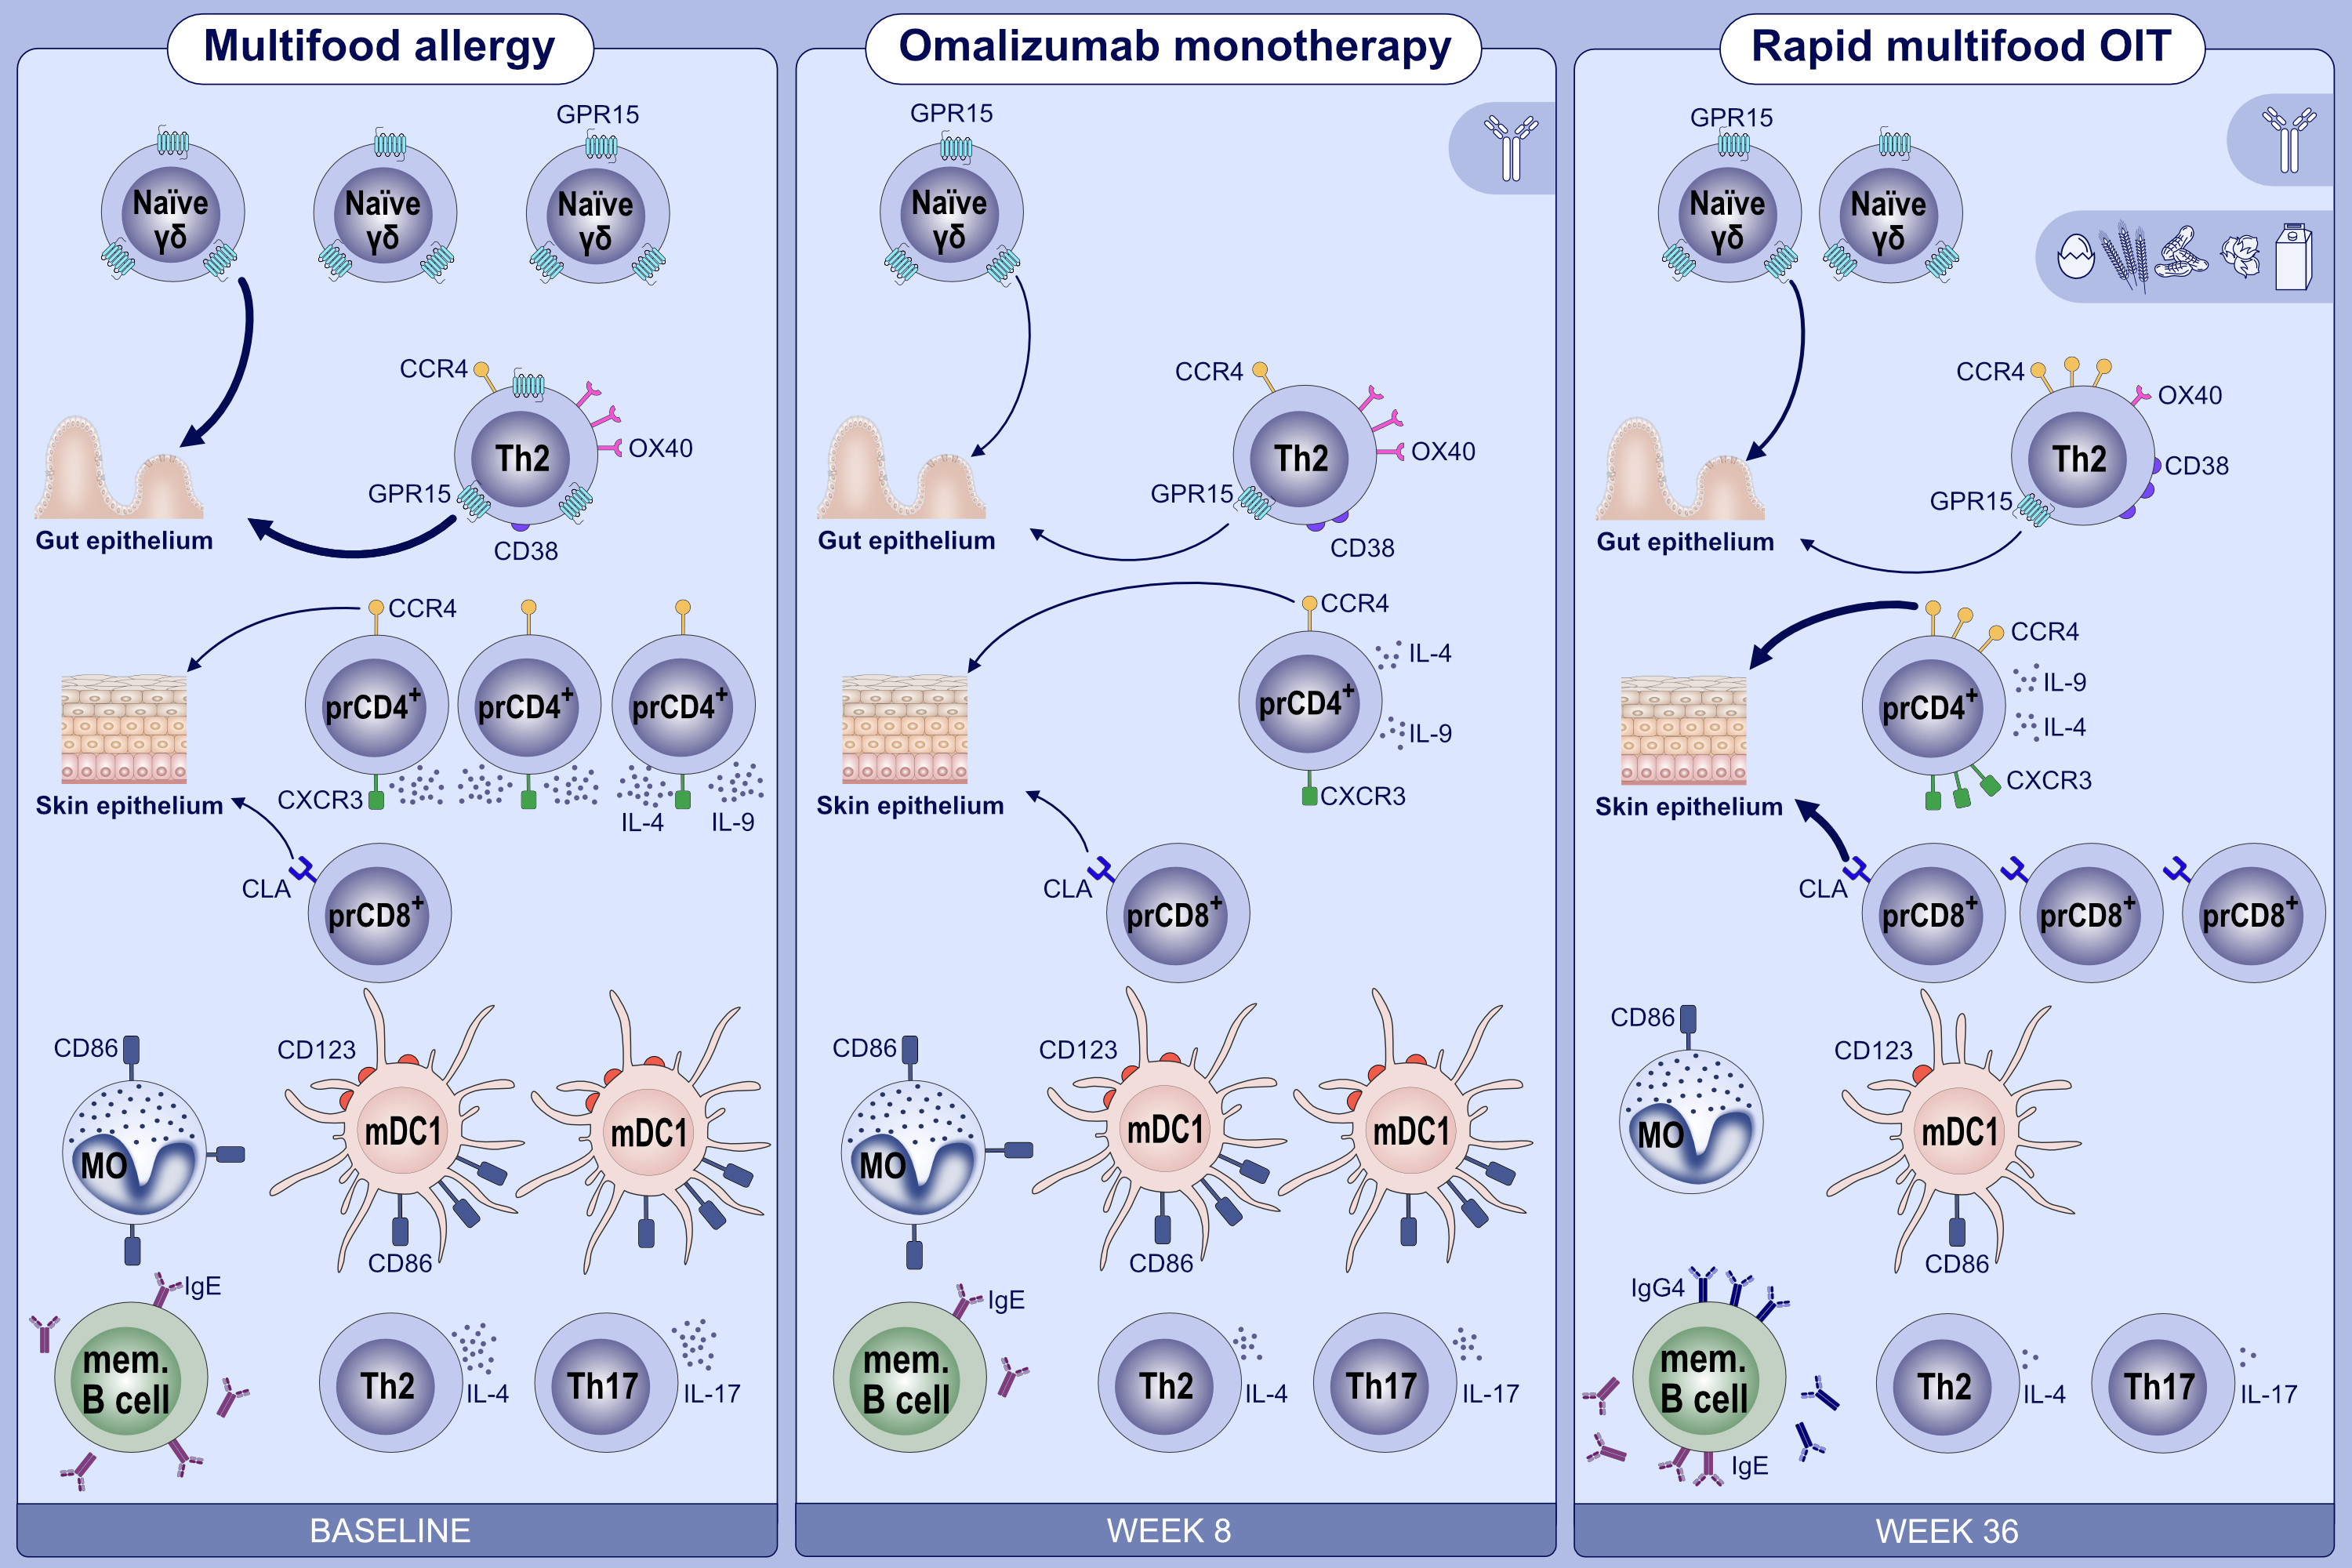 Multifood allergy
GPR15
Naïve
γδ
Naïve
γδ
Naïve
γδ
CCR4
Th2
OX40
GPR15
CD38
Gut epithelium
CCR4
prCD4+
prCD4+
prCD4+
CXCR3
IL-4
IL-9
Skin epithelium
CLA
prCD8+
CD86
CD123
MO
mDC1
mDC1
CD86
IgE
mem.
B cell
Th2
IL-4
Th17
IL-17
BASELINE
Omalizumab monotherapy
GPR15
Naïve
γδ
CCR4
Th2
OX40
GPR15
CD38
Gut epithelium
CCR4
IL-4
prCD4+
IL-9
CXCR3
Skin epithelium
CLA
prCD8+
CD86
CD123
MO
mDC1
mDC1
CD86
IgE
mem.
B cell
Th2
IL-4
Th17
IL-17
WEEK 8
Rapid multifood OIT
GPR15
Naïve
γδ
Naïve
γδ
CCR4
OX40
Th2
CD38
GPR15
Gut epithelium
CCR4
IL-9
prCD4+
IL-4
CXCR3
Skin epithelium
CLA
prCD8+
prCD8+
prCD8+
CD86
CD123
MO
mDC1
CD86
IgG4
mem.
B cell
IgE
Th2
IL-4
Th17
IL-17
WEEK 36